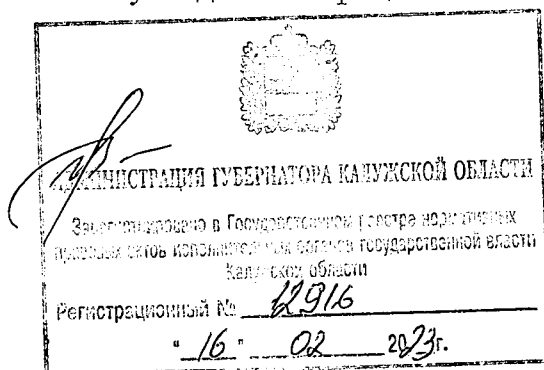 АДМИНИСТРАЦИЯ ГУБЕРНАТОРА КАЛУЖСКОЙ ОБЛАСТИ
Зарегистрировано в Государственном реестре нормативных
правовых актов исполнительных органов государственной власти
Калужской области
Регистрационный № 12916
" 16 " 02 2023г.